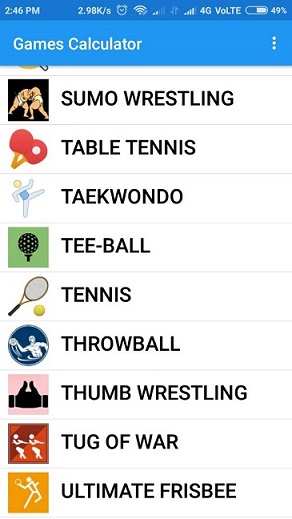 2:46 PM 2.98K/s 4G VoLTE 49%
Games Calculator
SUMO WRESTLING
TABLE TENNIS
TAEKWONDO
TEE-BALL
TENNIS
THROWBALL
THUMB WRESTLING
TUG OF WAR
ULTIMATE FRISBEE